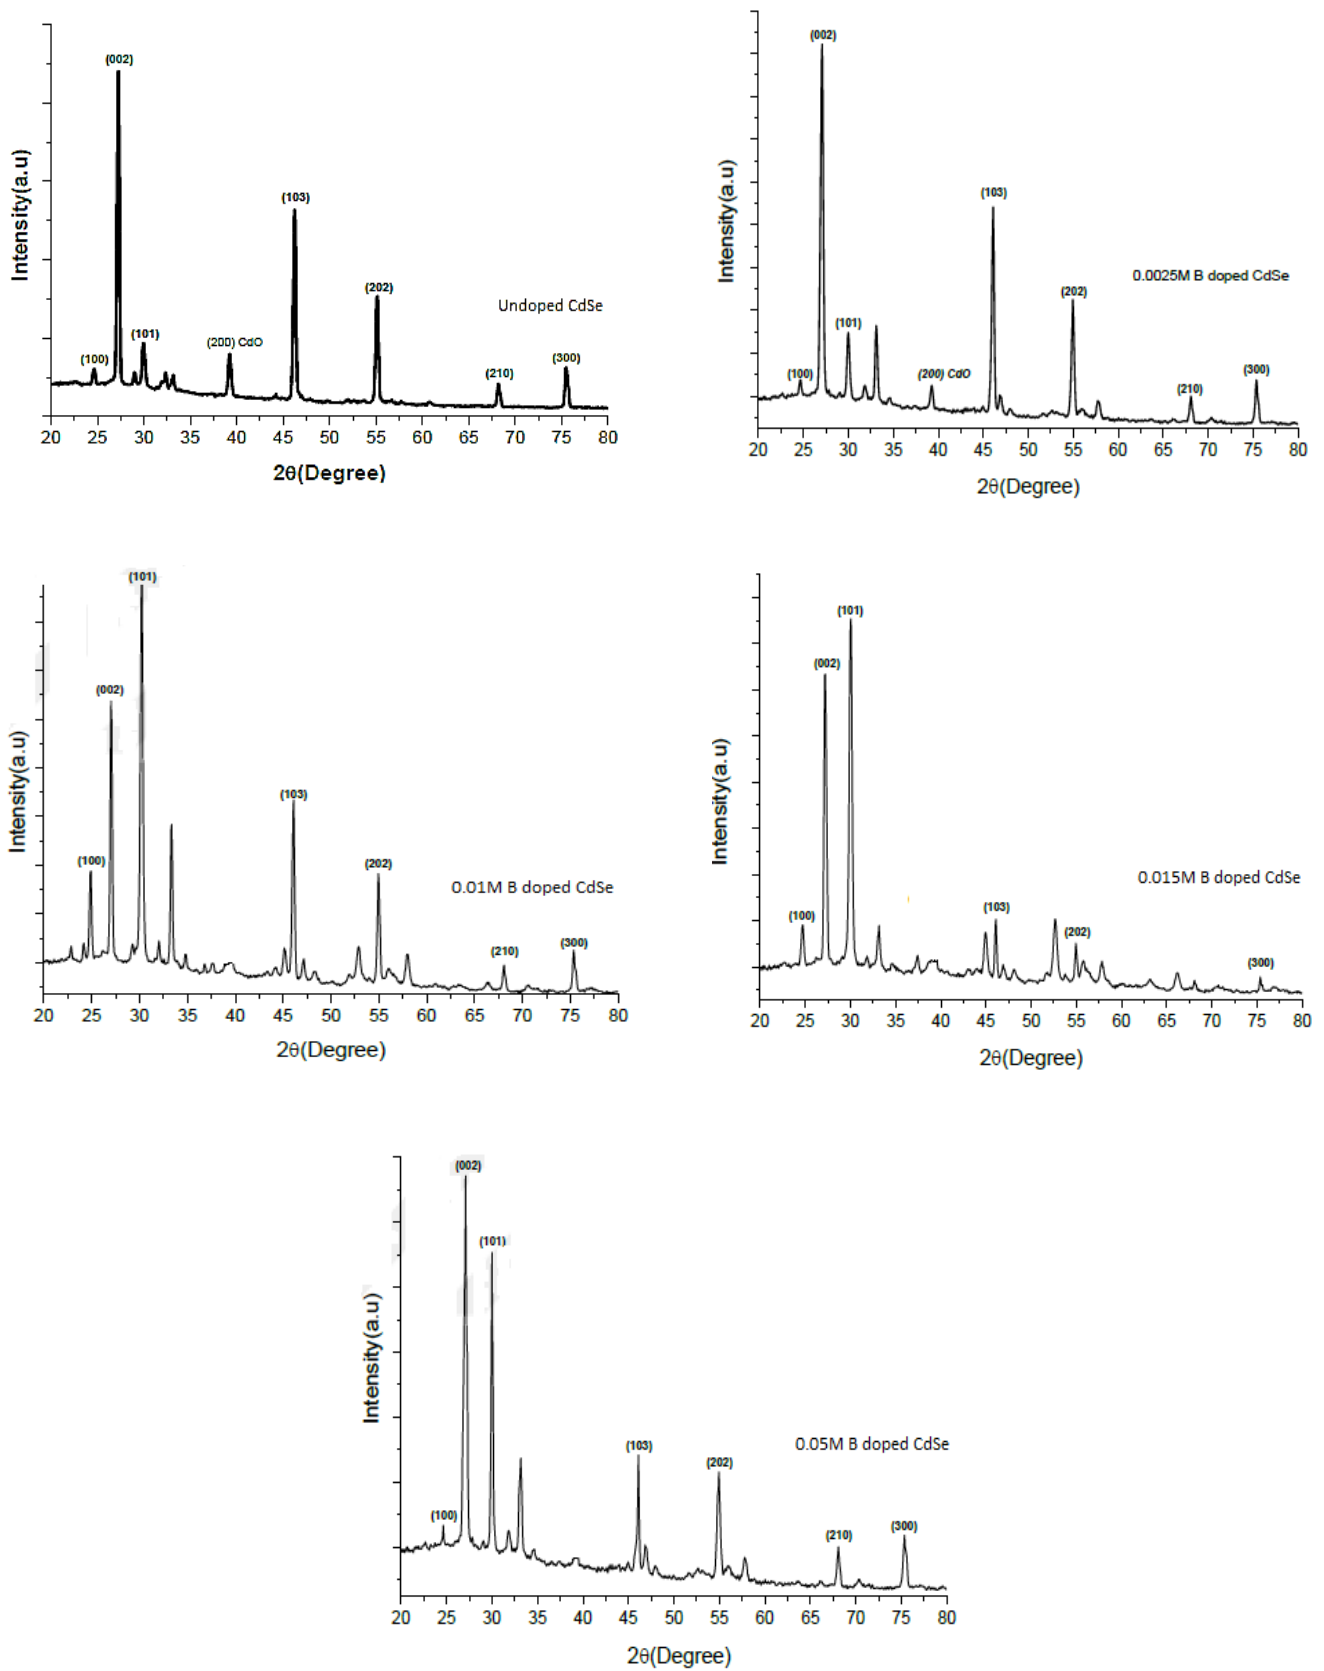 (002)
(103)
(202)
Undoped CdSe
(101)
(200) CdO
(100)
(300)
(210)
Intensity(a.u)
20 25 30 35 40 45 50 55 60 65 70 75 80
2θ(Degree)
(002)
(103)
0.0025M B doped CdSe
(202)
(101)
(100)
(200) CdO
(300)
(210)
Intensity(a.u)
20 25 30 35 40 45 50 55 60 65 70 75 80
2θ(Degree)
(101)
(002)
(103)
(100)
(202)
0.01M B doped CdSe
(210)
(300)
Intensity(a.u)
20 25 30 35 40 45 50 55 60 65 70 75 80
2θ(Degree)
(101)
(002)
0.015M B doped CdSe
(100)
(103)
(202)
(300)
Intensity(a.u)
20 25 30 35 40 45 50 55 60 65 70 75 80
2θ(Degree)
(002)
(101)
0.05M B doped CdSe
(103)
(202)
(100)
(210)
(300)
Intensity(a.u)
20 25 30 35 40 45 50 55 60 65 70 75 80
2θ(Degree)